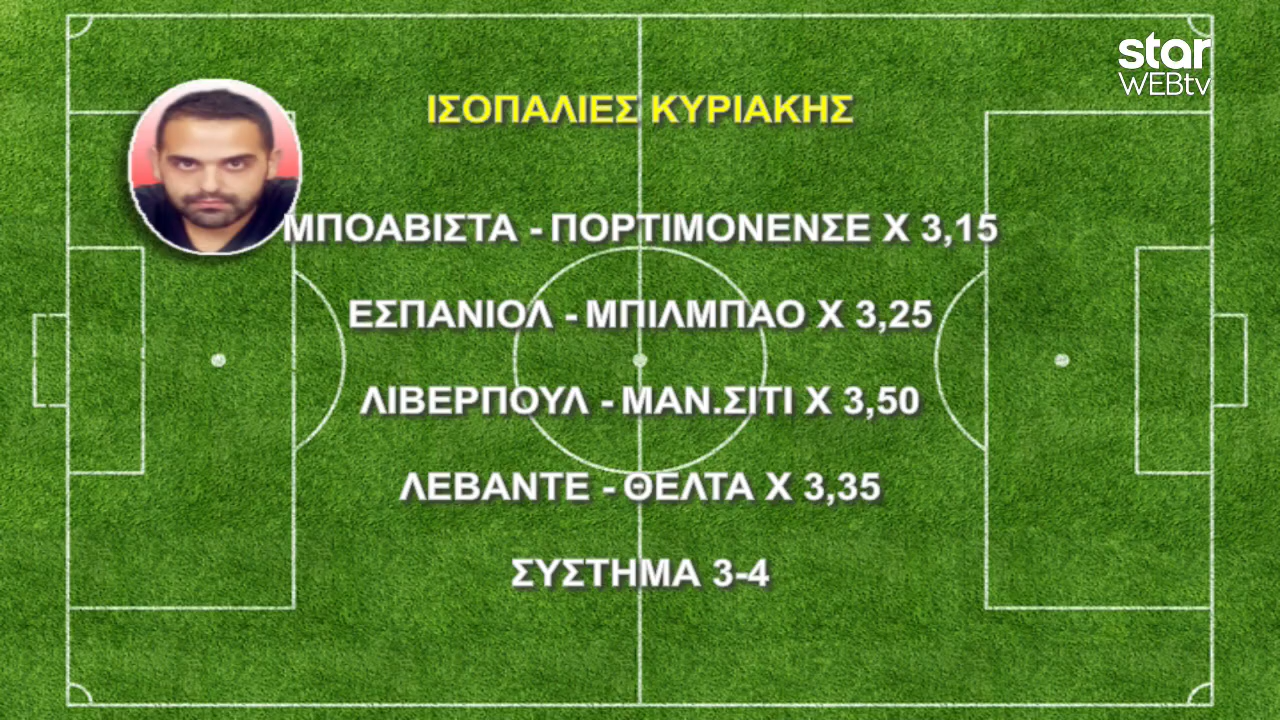 star
WEBtv
ΙΣΟΠΑΛΙΕΣ ΚΥΡΙΑΚΗΣ
ΜΠΟΑΒΙΣΤΑ - ΠΟΡΤΙΜΟΝΕΝΣΕ Χ 3,15
ΕΣΠΑΝΙΟΛ - ΜΠΙΛΜΠΑΟ Χ 3,25
ΛΙΒΕΡΠΟΥΛ - ΜΑΝ.ΣΙΤΙ Χ 3,50
ΛΕΒΑΝΤΕ - ΘΕΛΤΑ Χ 3,35
ΣΥΣΤΗΜΑ 3-4